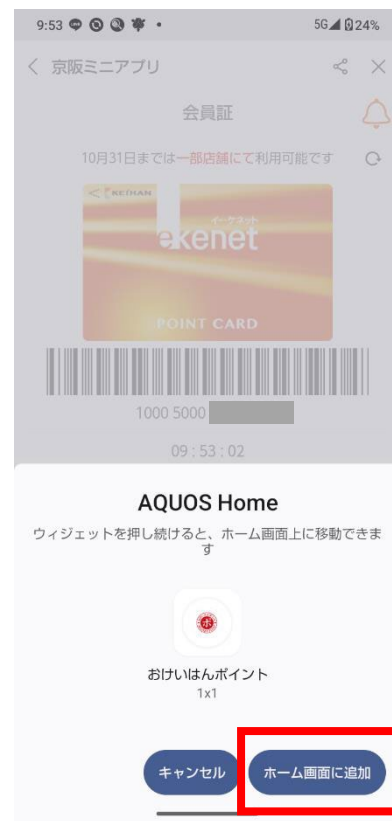 9:53
5G 24%
京阪ミニアプリ
会員証
10月31日までは一部店舗にて利用可能です
KEIHAN
イーケネット
ekenet
POINT CARD
1000 5000
09:53:02
AQUOS Home
ウィジェットを押し続けると、ホーム画面上に移動できま
す
ポ
おけいはんポイント
1x1
キャンセル
ホーム画面に追加